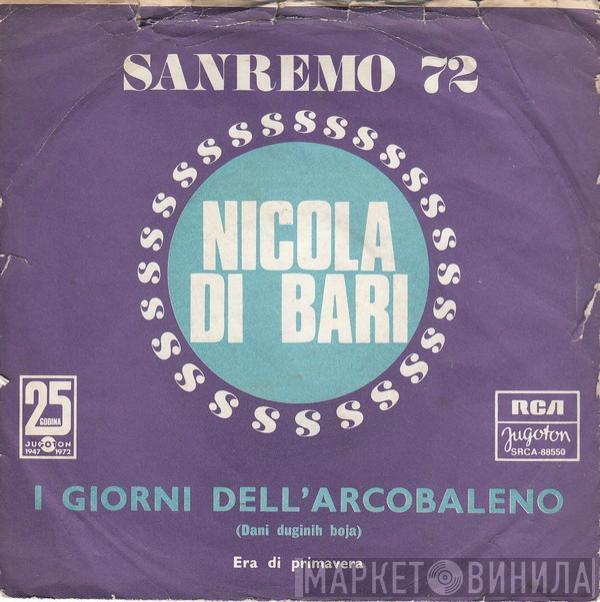 SANREMO 72
NICOLA
DI BARI
25
GODINA
JUGOTON
1947 1972
RCA
Jugoton
SRCA-88550
I GIORNI DELL'ARCOBALENO
(Dani duginih boja)
Era di primavera
МАРКЕТ ВИНИЛА